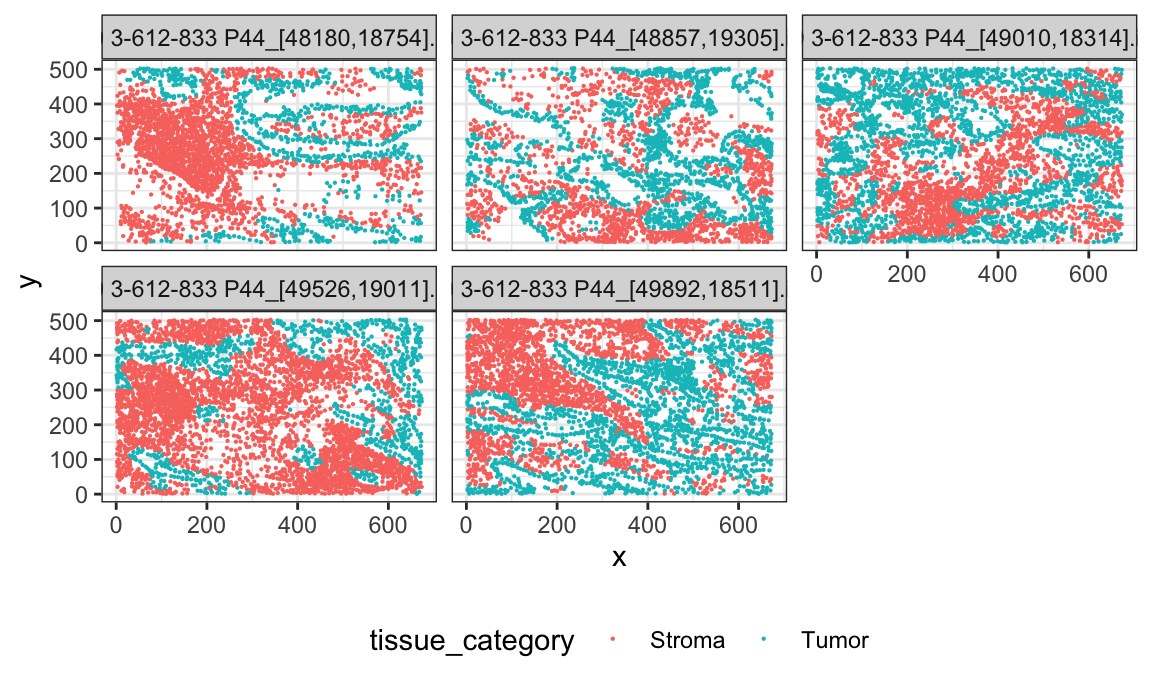 3-612-833 P44_[48180,18754].
3-612-833 P44_[48857,19305].
3-612-833 P44_[49010,18314].
500
400
300
200
100
0
0 200 400 600
y
3-612-833 P44_[49526,19011].
3-612-833 P44_[49892,18511].
500
400
300
200
100
0
0 200 400 600
0 200 400 600
x
tissue_category Stroma Tumor